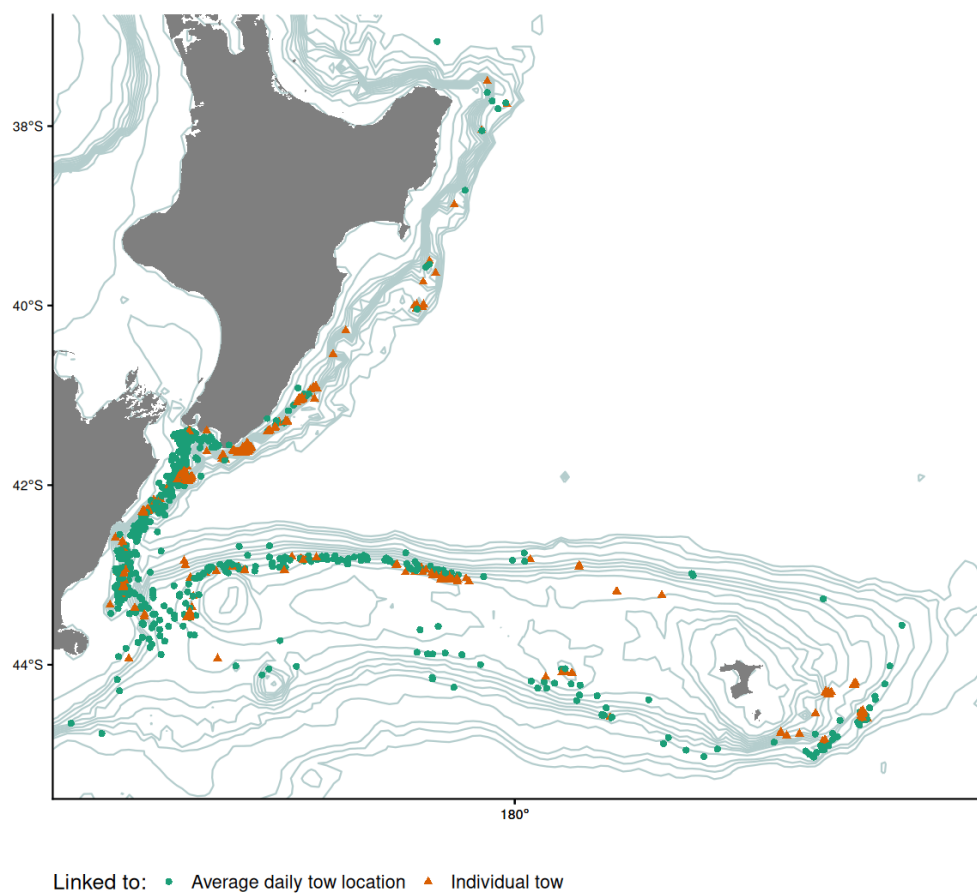 38°S
40°S
42°S
44°S
180°
Linked to: Average daily tow location Individual tow